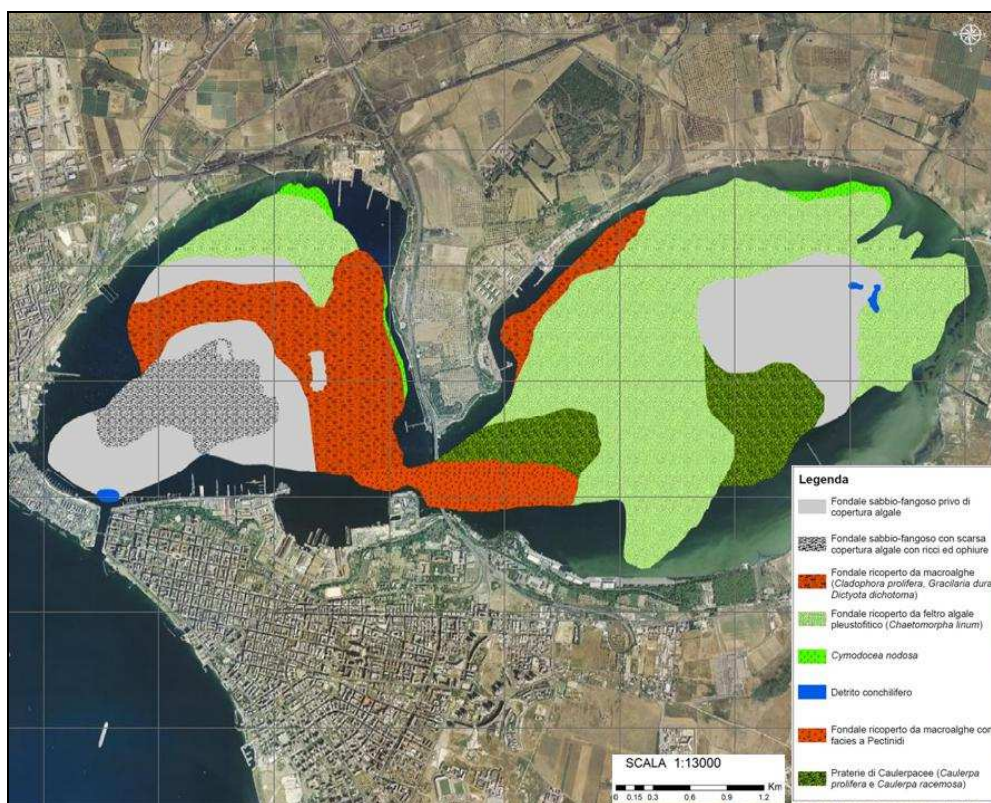 Legenda
Fondale sabbio-fangoso privo di
copertura algale
Fondale sabbio-fangoso con scarsa
copertura algale con ricci ed ophiure
Fondale ricoperto da macroalghe
(Cladophora prolifera, Gracilaria dura
Dictyota dichotoma)
Fondale ricoperto da feltro algale
pleustofitico (Chaetomorpha linum)
Cymodocea nodosa
Detrito conchilifero
Fondale ricoperto da macroalghe con
facies a Pectinidi
Praterie di Caulerpacee (Caulerpa
prolifera e Caulerpa racemosa)
SCALA 1:13000
Km
0 0.15 0.3 0.6 0.9 1.2